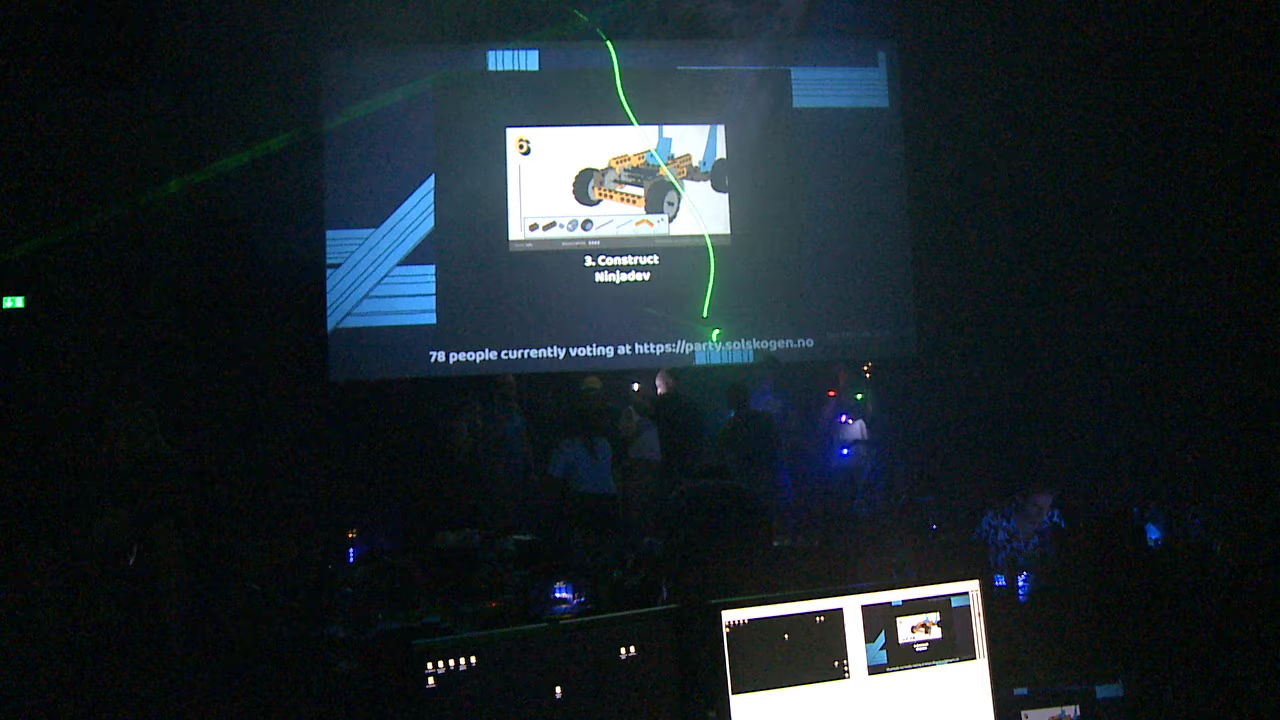 6
3. Construct
Ninjadev
78 people currently voting at https://party.solskogen.no